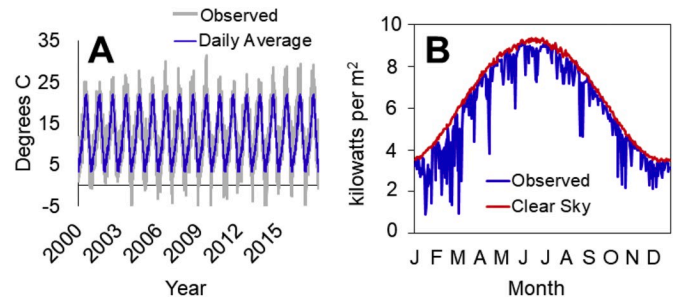 A
Observed
Daily Average
Degrees C
35
25
15
5
-5
2000
2003
2006
2009
2012
2015
Year
B
kilowatts per m²
10
8
6
4
2
0
Observed
Clear Sky
J F M A M J J A S O N D
Month